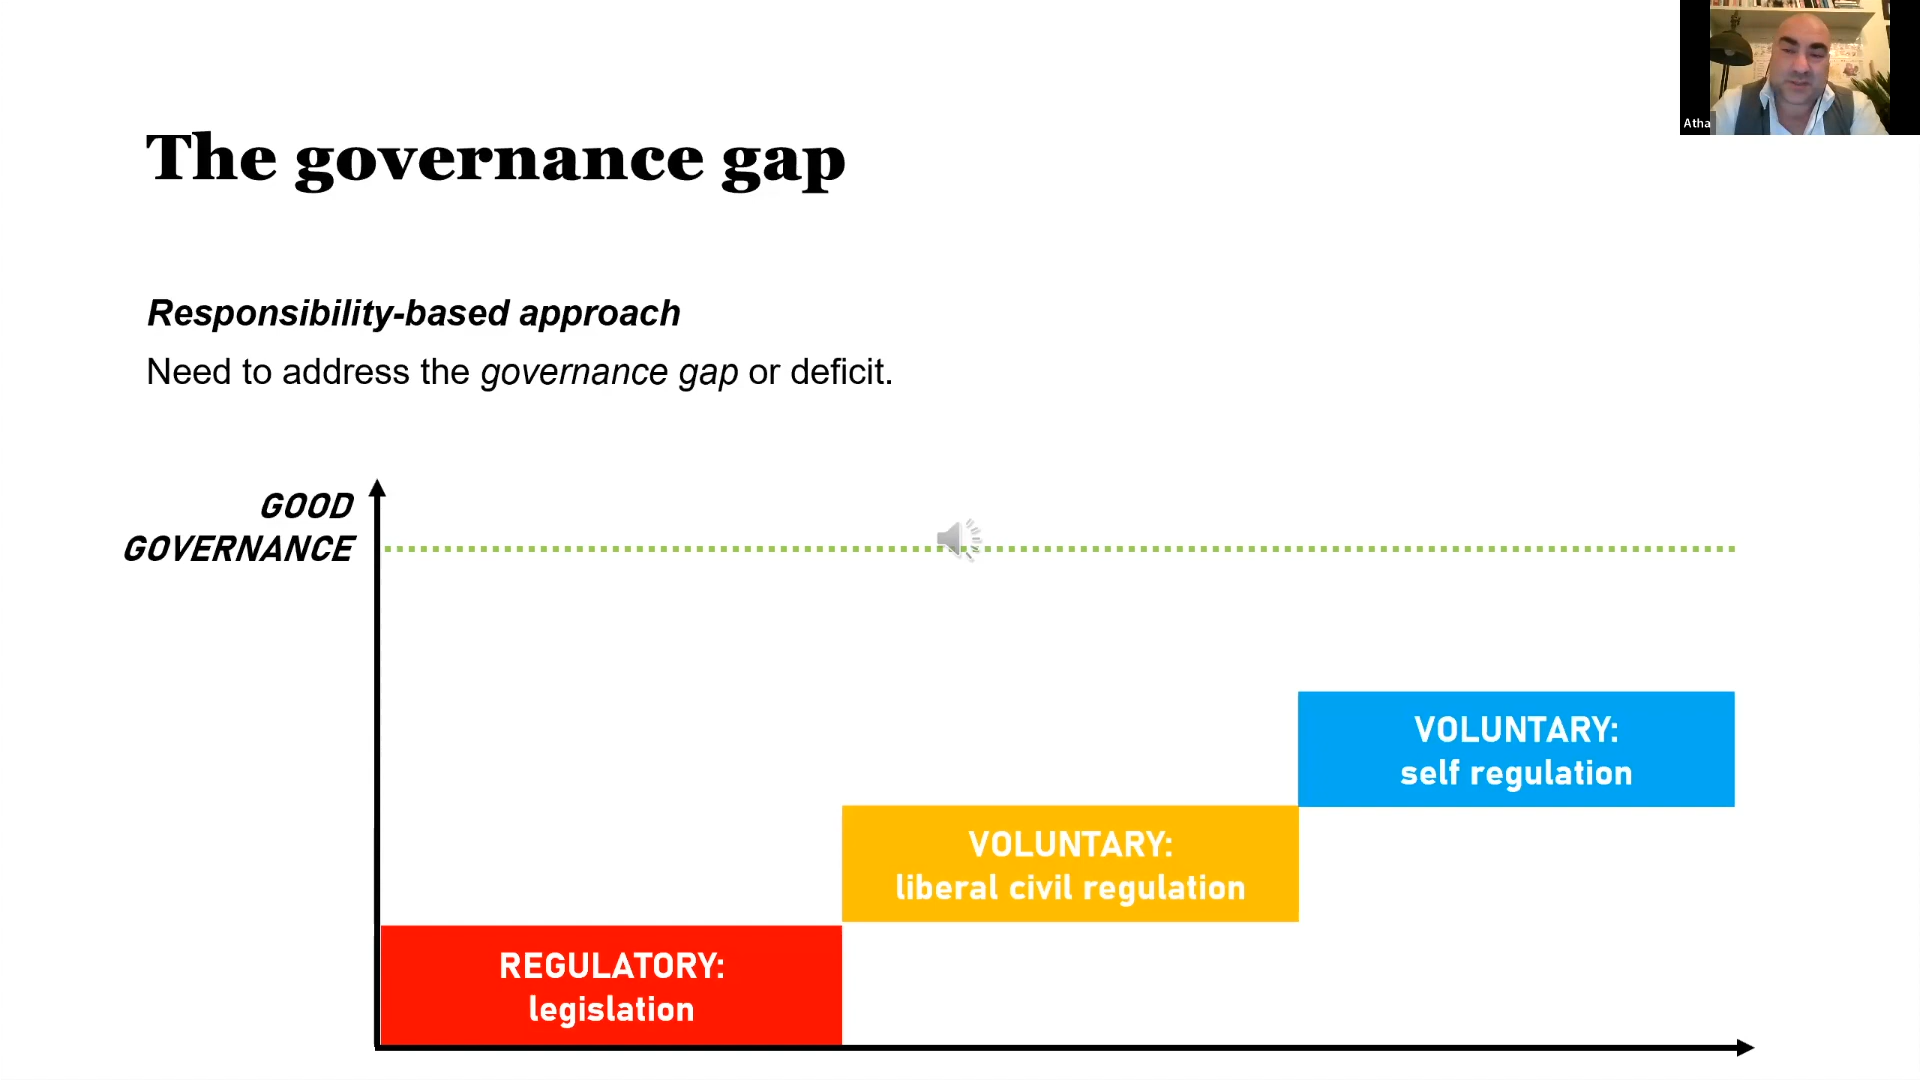 Atha
The governance gap
Responsibility-based approach
Need to address the governance gap or deficit.
GOOD
GOVERNANCE
VOLUNTARY:
self regulation
VOLUNTARY:
liberal civil regulation
REGULATORY:
legislation